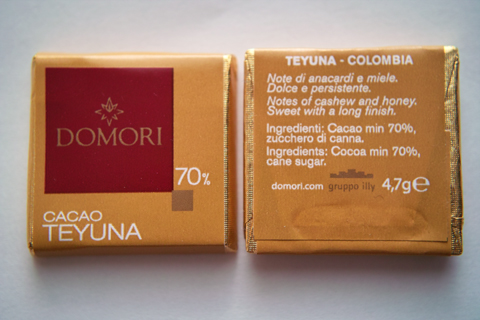 DOMORI
70%
CACAO
TEYUNA
TEYUNA - COLOMBIA
Note di anacardi e miele.
Dolce e persistente.
Notes of cashew and honey.
Sweet with a long finish.
Ingredienti: Cacao min 70%,
zucchero di canna.
Ingredients: Cocoa min 70%,
cane sugar.
domori.com gruppo illy 4,7g℮